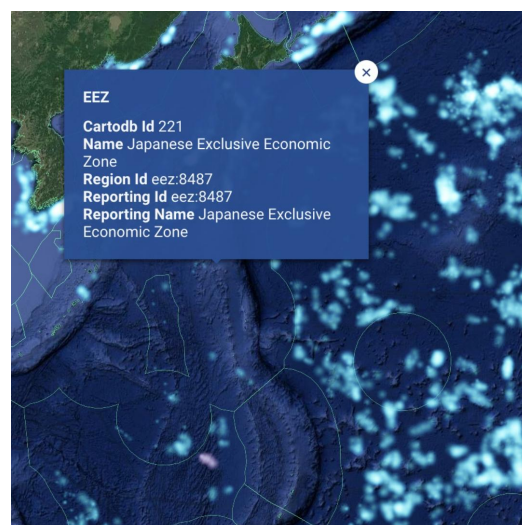 EEZ
Cartodb Id 221
Name Japanese Exclusive Economic
Zone
Region Id eez:8487
Reporting Id eez:8487
Reporting Name Japanese Exclusive
Economic Zone